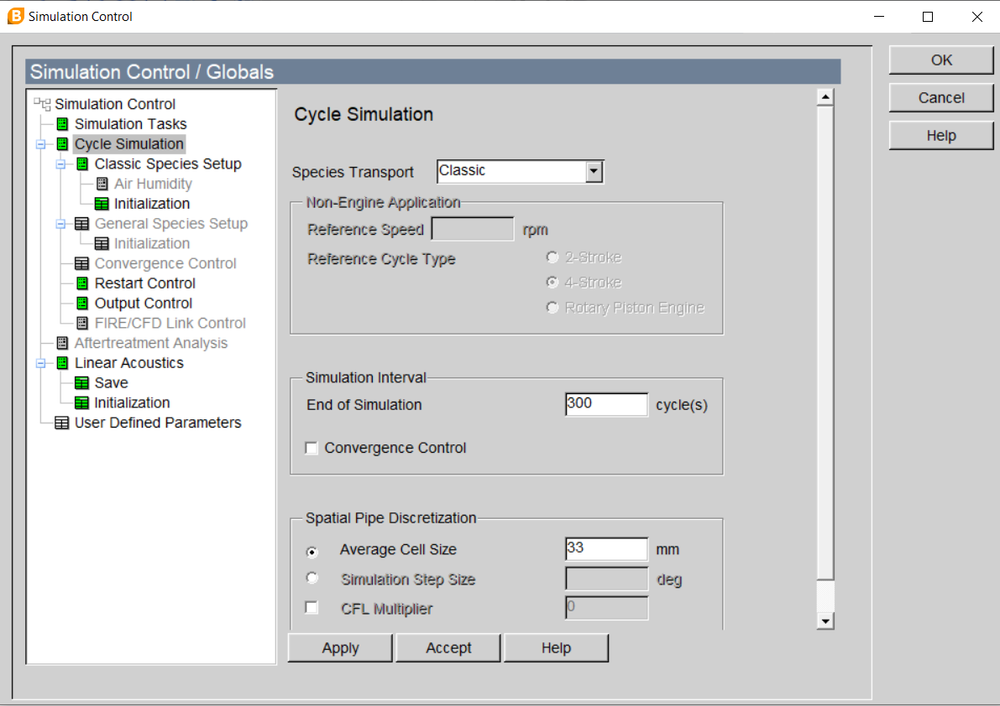 B Simulation Control
OK
Simulation Control / Globals
Cancel
Help
Simulation Control
Simulation Tasks
Cycle Simulation
Classic Species Setup
Air Humidity
Initialization
General Species Setup
Initialization
Convergence Control
Restart Control
Output Control
FIRE/CFD Link Control
Aftertreatment Analysis
Linear Acoustics
Save
Initialization
User Defined Parameters
Cycle Simulation
Species Transport Classic
Non-Engine Application
Reference Speed rpm
Reference Cycle Type 2-Stroke
4-Stroke
Rotary Piston Engine
Simulation Interval
End of Simulation 300 cycle(s)
Convergence Control
Spatial Pipe Discretization
Average Cell Size 33 mm
Simulation Step Size deg
CFL Multiplier 0
Apply Accept Help